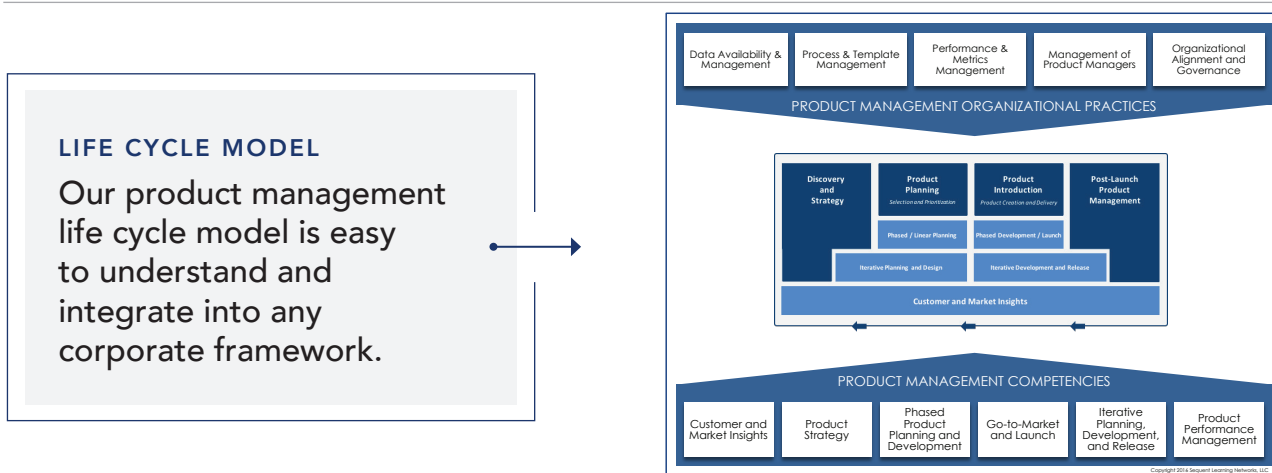 LIFE CYCLE MODEL
Our product management
life cycle model is easy
to understand and
integrate into any
corporate framework.
Data Availability &
Management
Process & Template
Management
Performance &
Metrics
Management
Management of
Product Managers
Organizational
Alignment and
Governance
PRODUCT MANAGEMENT ORGANIZATIONAL PRACTICES
Discovery
and
Strategy
Product
Planning
Selection and Prioritization
Product
Introduction
Product Creation and Delivery
Post-Launch
Product
Management
Phased / Linear Planning
Phased Development / Launch
Iterative Planning and Design
Iterative Development and Release
Customer and Market Insights
PRODUCT MANAGEMENT COMPETENCIES
Customer and
Market Insights
Product
Strategy
Phased
Product
Planning and
Development
Go-to-Market
and Launch
Iterative
Planning,
Development,
and Release
Product
Performance
Management
Copyright 2016 Sequent Learning Networks, LLC